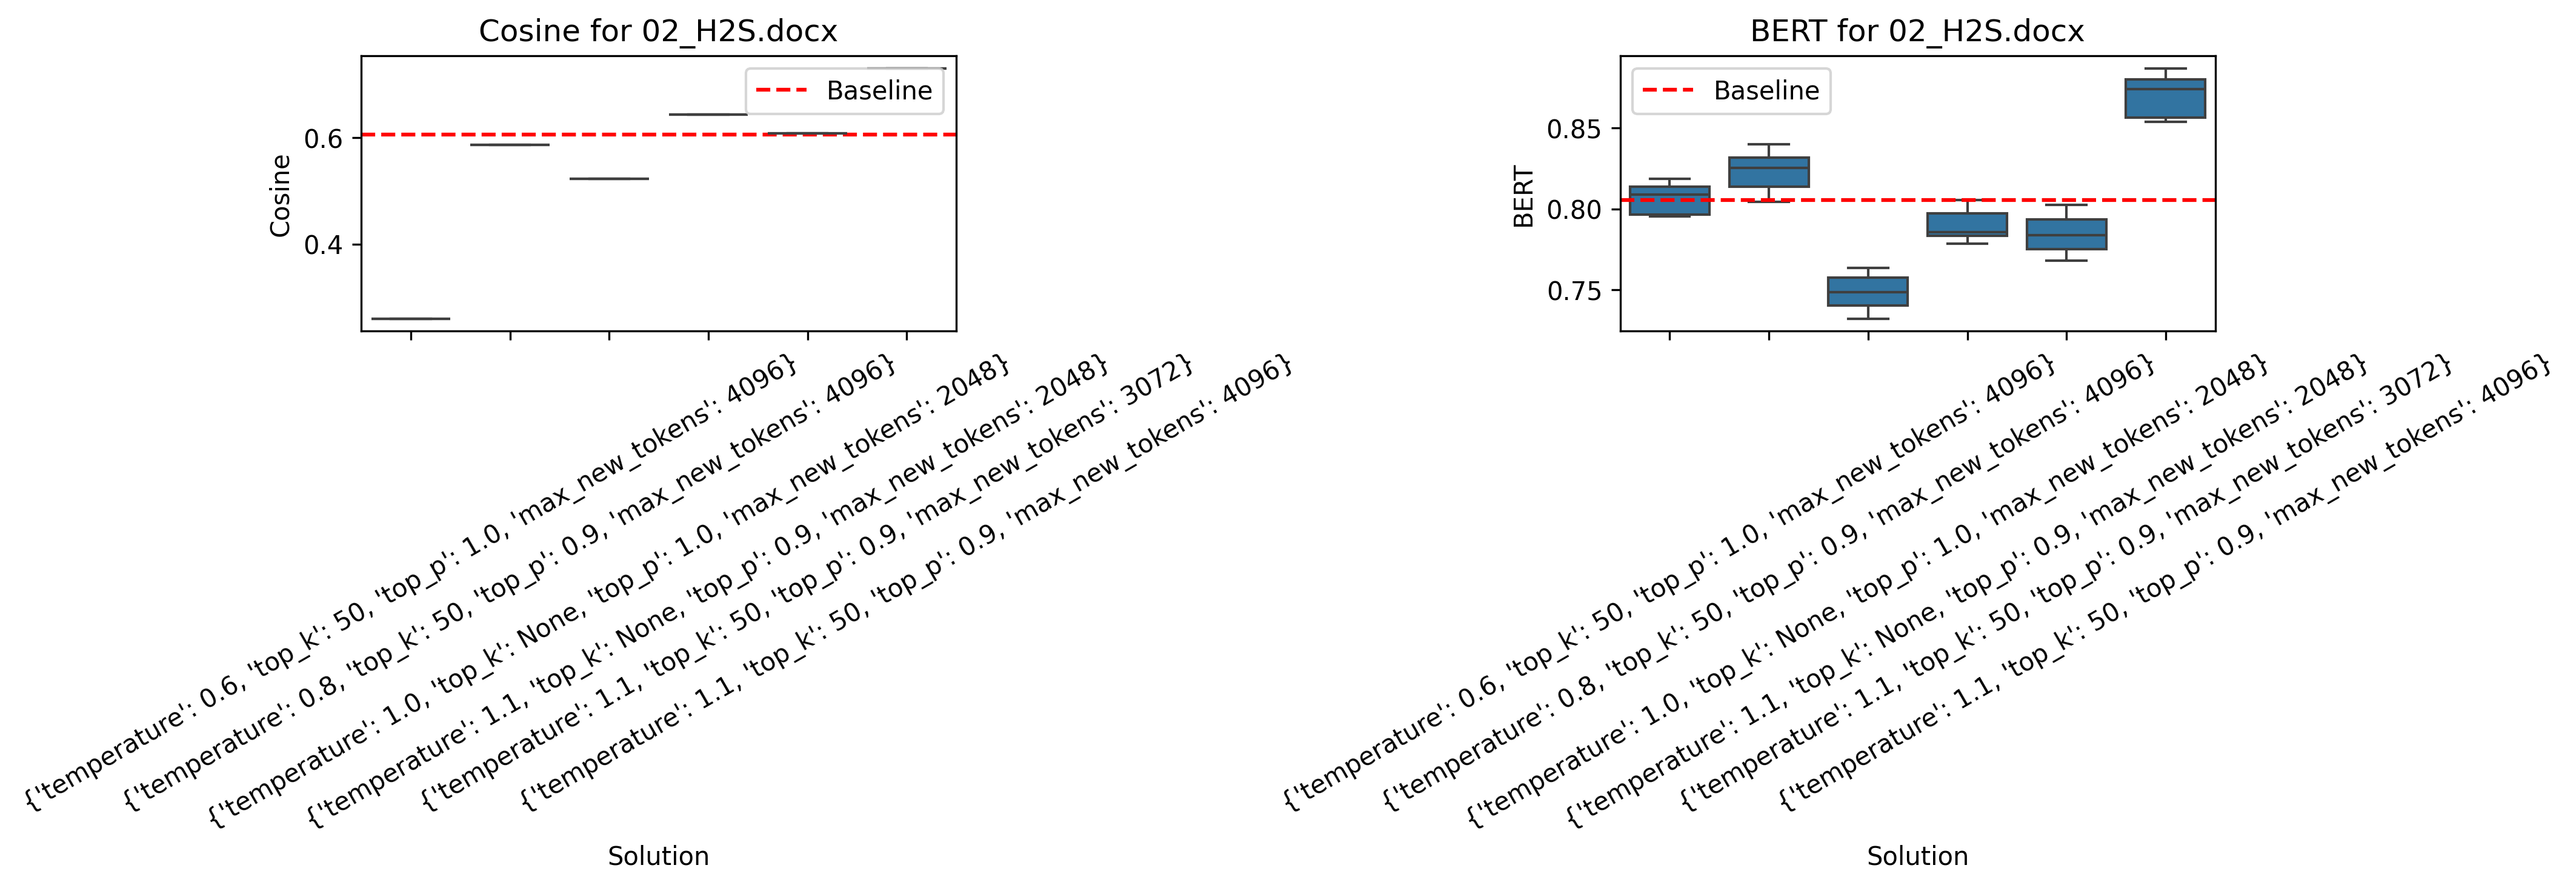 Cosine for 02_H2S.docx
Baseline
Cosine
0.6
0.4
{'temperature': 0.6, 'top_k': 50, 'top_p': 1.0, 'max_new_tokens': 4096}
{'temperature': 0.8, 'top_k': 50, 'top_p': 0.9, 'max_new_tokens': 4096}
{'temperature': 1.0, 'top_k': None, 'top_p': 1.0, 'max_new_tokens': 2048}
{'temperature': 1.1, 'top_k': None, 'top_p': 0.9, 'max_new_tokens': 2048}
{'temperature': 1.1, 'top_k': 50, 'top_p': 0.9, 'max_new_tokens': 3072}
{'temperature': 1.1, 'top_k': 50, 'top_p': 0.9, 'max_new_tokens': 4096}
Solution
BERT for 02_H2S.docx
Baseline
BERT
0.85
0.80
0.75
{'temperature': 0.6, 'top_k': 50, 'top_p': 1.0, 'max_new_tokens': 4096}
{'temperature': 0.8, 'top_k': 50, 'top_p': 0.9, 'max_new_tokens': 4096}
{'temperature': 1.0, 'top_k': None, 'top_p': 1.0, 'max_new_tokens': 2048}
{'temperature': 1.1, 'top_k': None, 'top_p': 0.9, 'max_new_tokens': 2048}
{'temperature': 1.1, 'top_k': 50, 'top_p': 0.9, 'max_new_tokens': 3072}
{'temperature': 1.1, 'top_k': 50, 'top_p': 0.9, 'max_new_tokens': 4096}
Solution